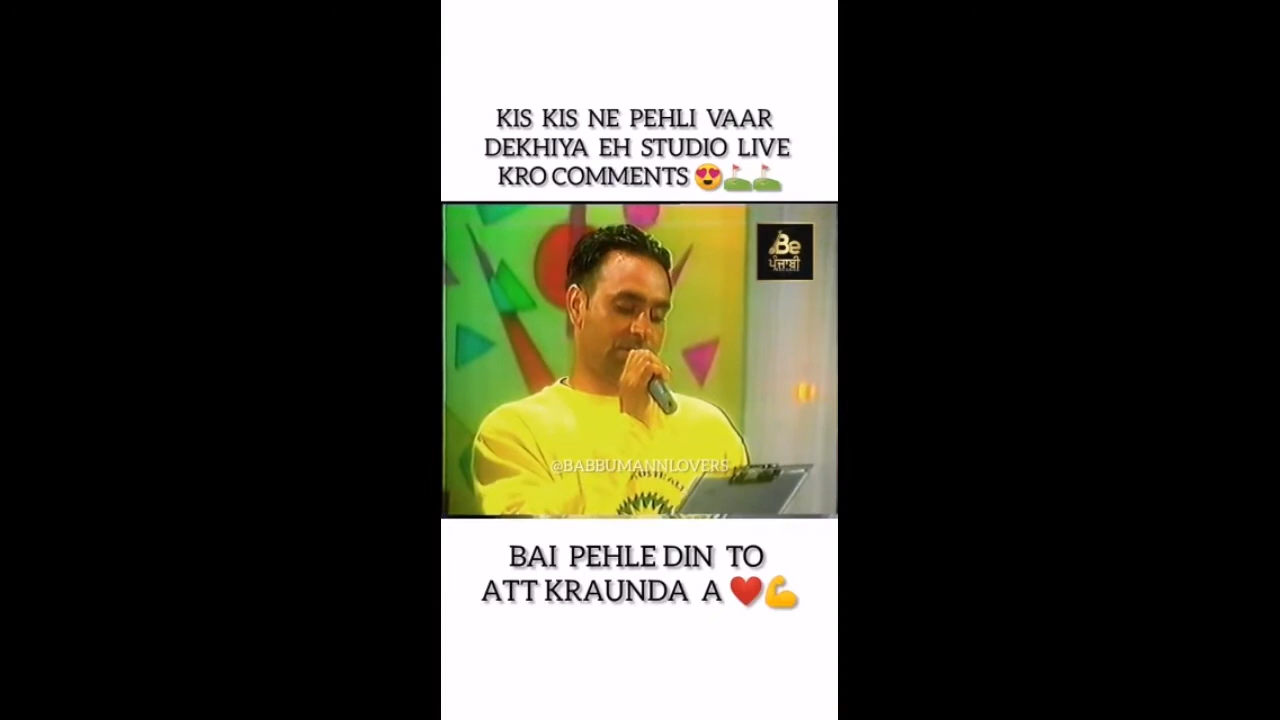 KIS KIS NE PEHLI VAAR
DEKHIYA EH STUDIO LIVE
KRO COMMENTS 😍⛳⛳
Be
ਪੰਜਾਬੀ
@BABBUMANNLOVERS
AUSTRALI
BAI PEHLE DIN TO
ATT KRAUNDA A ❤️💪